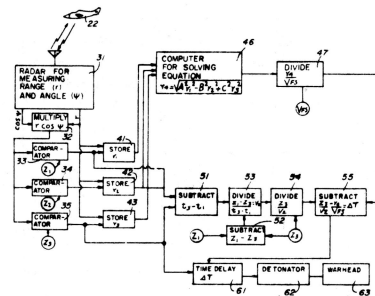 22
31
RADAR FOR
MEASURING
RANGE (r)
AND ANGLE (Ψ)
COS Ψ
MULTIPLY
r COS Ψ
r
32
COMPAR-
ATOR
33
34
Z₁
COMPAR-
ATOR
Z₂
35
COMPAR-
ATOR
Z₃
41
STORE
r₁
42
STORE
r₂
43
STORE
r₃
46
COMPUTER
FOR SOLVING
EQUATION
47
DIVIDE
51
SUBTRACT
53
DIVIDE
54
DIVIDE
55
SUBTRACT
52
Z₁
SUBTRACT
Z₁ - Z₃
Z₃
TIME DELAY
ΔT
61
DETONATOR
62
WARHEAD
63